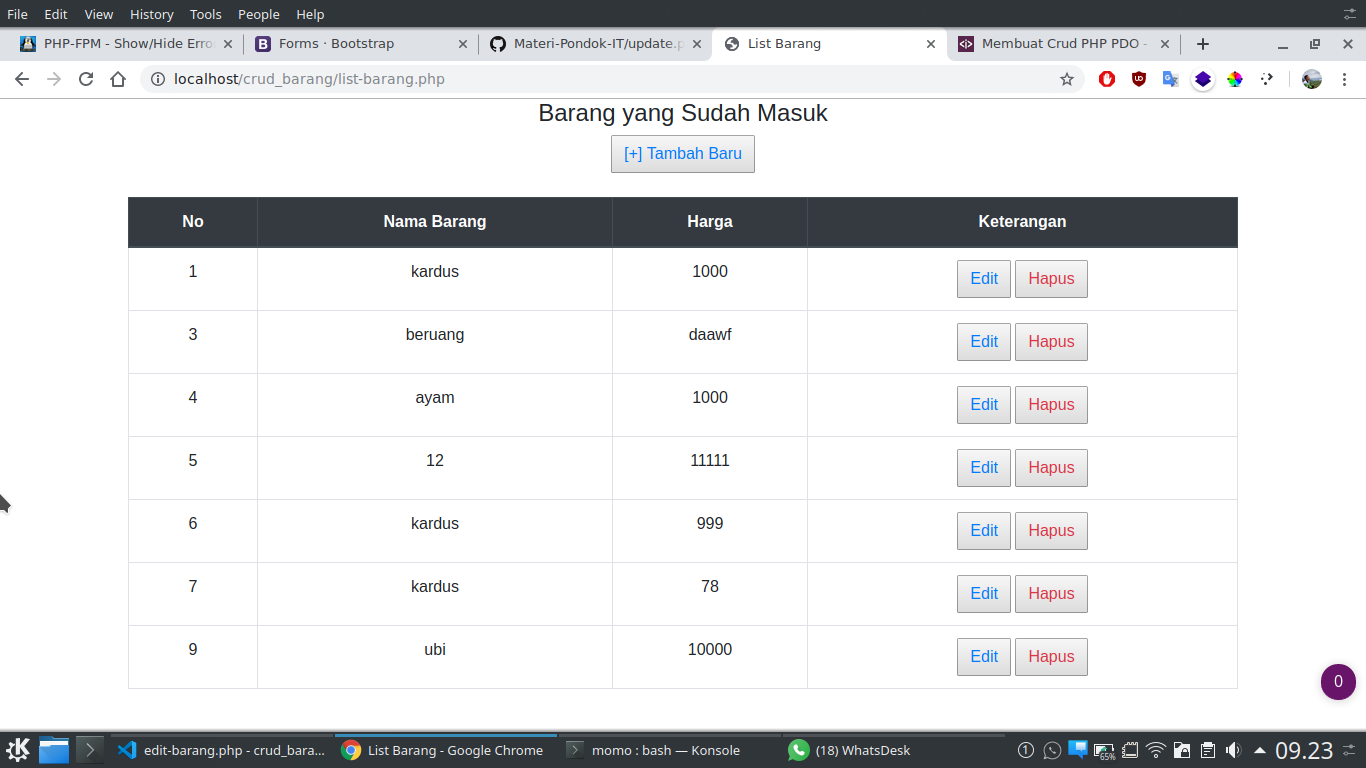 File Edit View History Tools People Help
PHP-FPM - Show/Hide Erro
Forms · Bootstrap
Materi-Pondok-IT/update.p
List Barang
Membuat Crud PHP PDO -
localhost/crud_barang/list-barang.php
Barang yang Sudah Masuk
[+] Tambah Baru
No Nama Barang Harga Keterangan
1 kardus 1000 Edit Hapus
3 beruang daawf Edit Hapus
4 ayam 1000 Edit Hapus
5 12 11111 Edit Hapus
6 kardus 999 Edit Hapus
7 kardus 78 Edit Hapus
9 ubi 10000 Edit Hapus
0
edit-barang.php - crud_bara... List Barang - Google Chrome momo : bash — Konsole (18) WhatsDesk 1 65% 09.23